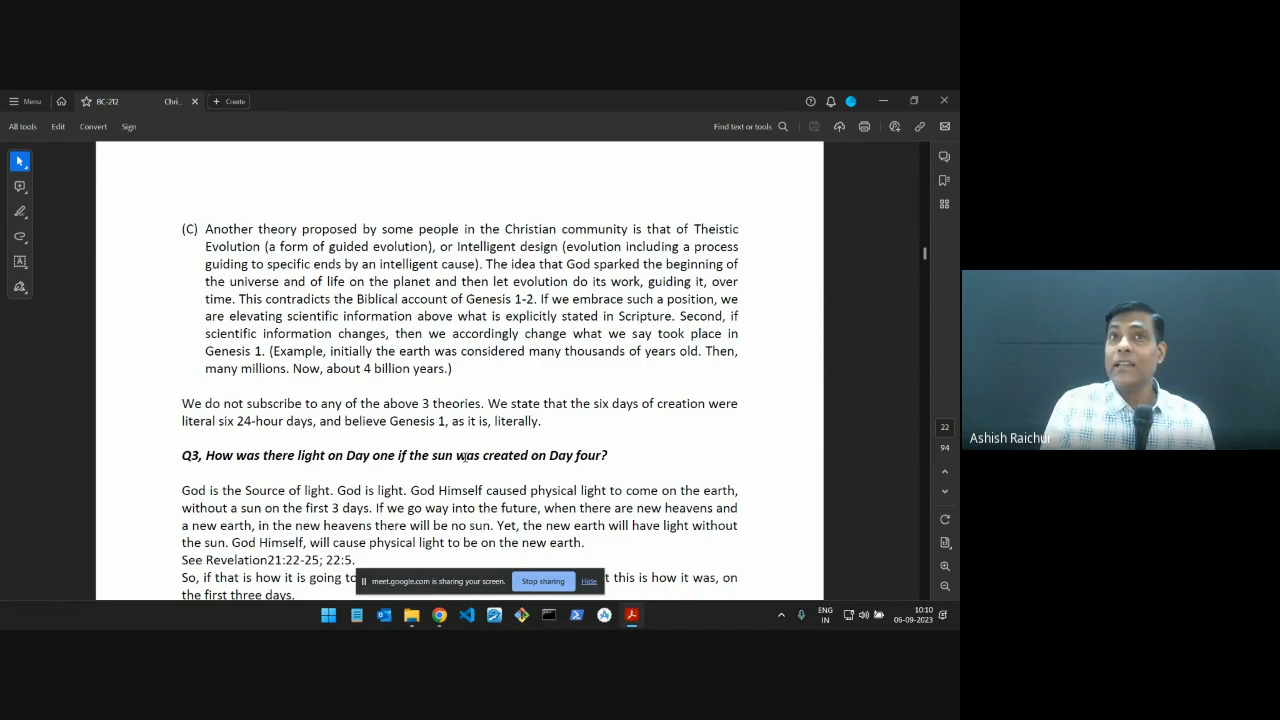 Menu
BC-212
Chri...
Create
All tools
Edit
Convert
Sign
Find text or tools
(C) Another theory proposed by some people in the Christian community is that of Theistic
Evolution (a form of guided evolution), or Intelligent design (evolution including a process
guiding to specific ends by an intelligent cause). The idea that God sparked the beginning of
the universe and of life on the planet and then let evolution do its work, guiding it, over
time. This contradicts the Biblical account of Genesis 1-2. If we embrace such a position, we
are elevating scientific information above what is explicitly stated in Scripture. Second, if
scientific information changes, then we accordingly change what we say took place in
Genesis 1. (Example, initially the earth was considered many thousands of years old. Then,
many millions. Now, about 4 billion years.)
We do not subscribe to any of the above 3 theories. We state that the six days of creation were
literal six 24-hour days, and believe Genesis 1, as it is, literally.
Q3, How was there light on Day one if the sun was created on Day four?
God is the Source of light. God is light. God Himself caused physical light to come on the earth,
without a sun on the first 3 days. If we go way into the future, when there are new heavens and
a new earth, in the new heavens there will be no sun. Yet, the new earth will have light without
the sun. God Himself, will cause physical light to be on the new earth.
See Revelation21:22-25; 22:5.
So, if that is how it is going to
t this is how it was, on
the first three days.
meet.google.com is sharing your screen.
Stop sharing
Hide
22
94
ENG
IN
10:10
06-09-2023
Ashish Raichur